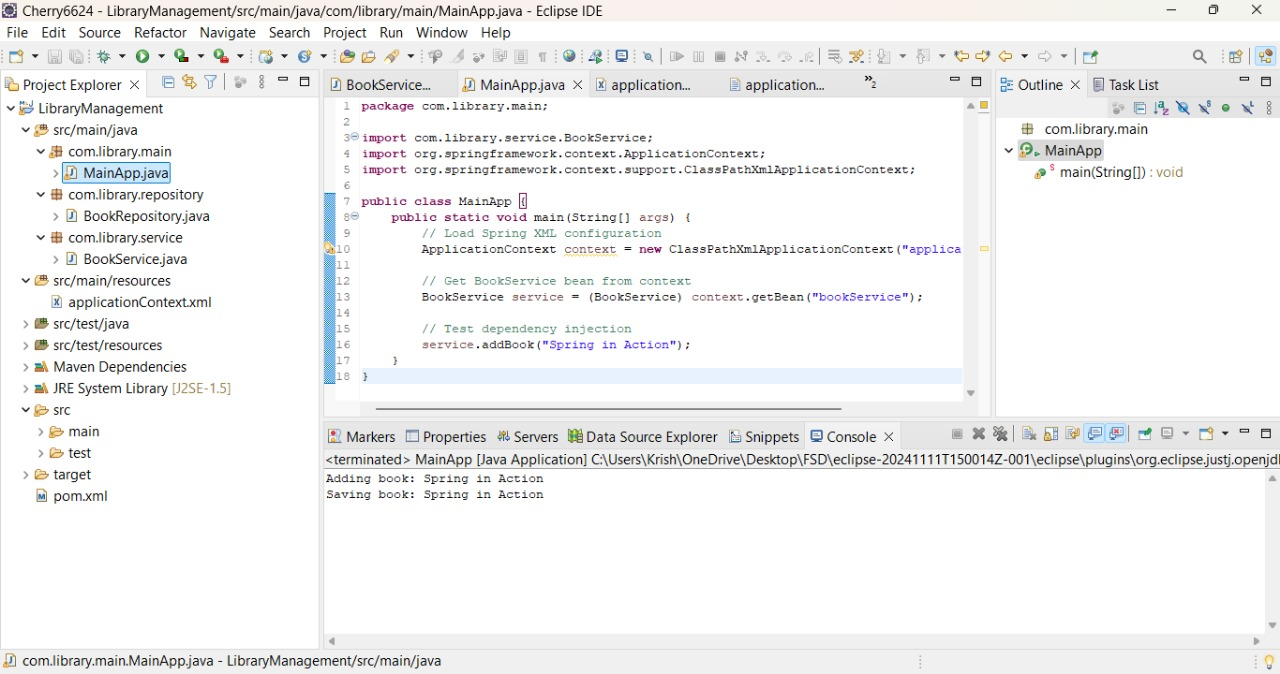 Cherry6624 - LibraryManagement/src/main/java/com/library/main/MainApp.java - Eclipse IDE
File Edit Source Refactor Navigate Search Project Run Window Help
Project Explorer
LibraryManagement
src/main/java
com.library.main
MainApp.java
com.library.repository
BookRepository.java
com.library.service
BookService.java
src/main/resources
applicationContext.xml
src/test/java
src/test/resources
Maven Dependencies
JRE System Library [J2SE-1.5]
src
main
test
target
pom.xml
BookService... MainApp.java application... application... »2
1 package com.library.main;
2
3 import com.library.service.BookService;
4 import org.springframework.context.ApplicationContext;
5 import org.springframework.context.support.ClassPathXmlApplicationContext;
6
7 public class MainApp {
8 public static void main(String[] args) {
9 // Load Spring XML configuration
10 ApplicationContext context = new ClassPathXmlApplicationContext("applica
11
12 // Get BookService bean from context
13 BookService service = (BookService) context.getBean("bookService");
14
15 // Test dependency injection
16 service.addBook("Spring in Action");
17 }
18 }
Outline Task List
com.library.main
MainApp
main(String[]) : void
Markers Properties Servers Data Source Explorer Snippets Console
<terminated> MainApp [Java Application] C:\Users\Krish\OneDrive\Desktop\FSD\eclipse-20241111T150014Z-001\eclipse\plugins\org.eclipse.justj.openjd
Adding book: Spring in Action
Saving book: Spring in Action
com.library.main.MainApp.java - LibraryManagement/src/main/java